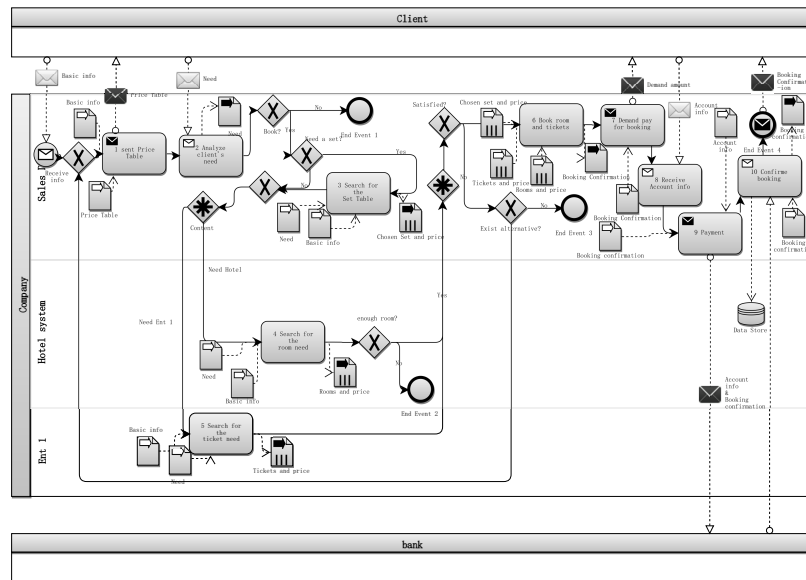 Client
Basic info
Price Table
Need
Demand amount
Account
info
Booking
Confirmat
-ion
Basic info
Book?
No
Yes
End Event 1
Need
Need a set?
Satisfied?
Chosen set and price
6 Book room
and tickets
7 Demand pay
for booking
1 sent Price
Table
2 Analyze
client's
need
Receive
info
Account
info
End Event 4
Booking
confirmati
Yes
No
3 Search for
the
Set Table
No
Tickets and price
Rooms and price
Booking Confirmation
8 Receive
Account info
10 Confirme
booking
Price Table
Content
Need
Basic info
Chosen Set and price
Exist alternative?
No
End Event 3
Booking Confirmation
9 Payment
Booking confirmation
Booking
confirmati
Company
Need Hotel
Yes
Hotel system
Need Ent 1
enough room?
4 Search for
the
room need
Need
Basic info
Rooms and price
No
End Event 2
Data Store
Account
info
&
Booking
confirmation
Ent 1
Basic info
5 Search for
the
ticket need
Need
Tickets and price
bank